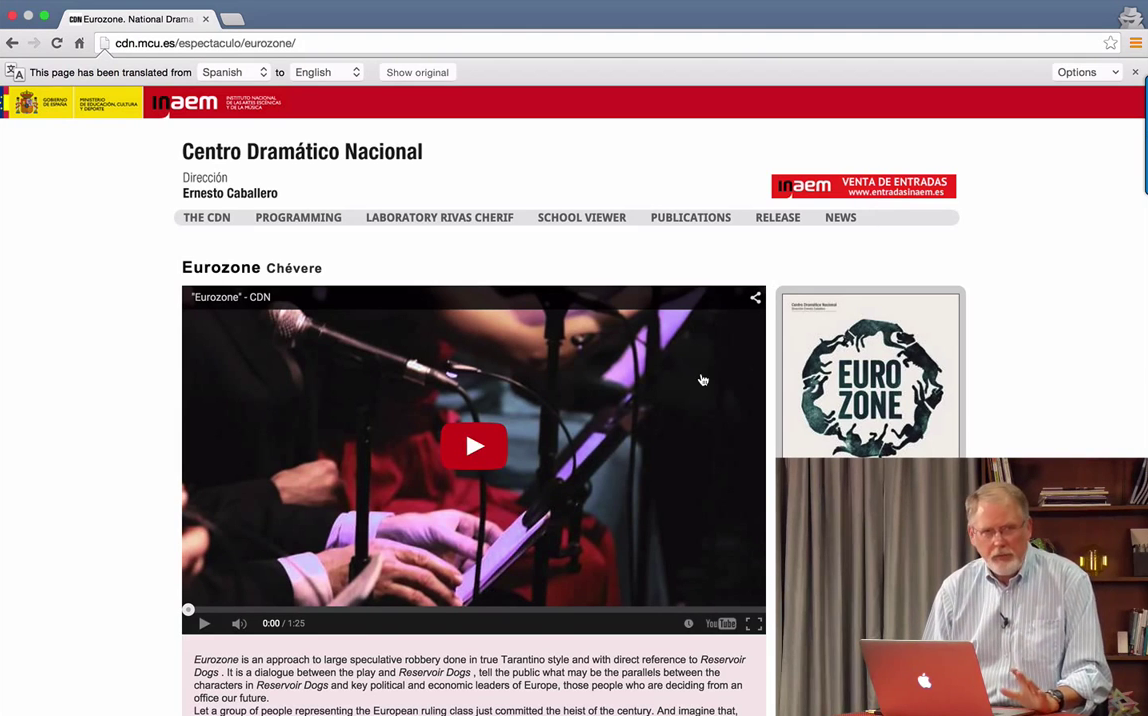 CDN Eurozone. National Drama
cdn.mcu.es/espectaculo/eurozone/
This page has been translated from Spanish to English Show original Options
GOBIERNO DE ESPAÑA
MINISTERIO DE EDUCACIÓN, CULTURA Y DEPORTE
inaem
INSTITUTO NACIONAL
DE LAS ARTES ESCÉNICAS
Y DE LA MÚSICA
Centro Dramático Nacional
Dirección
Ernesto Caballero
inaem VENTA DE ENTRADAS
www.entradasinaem.es
THE CDN PROGRAMMING LABORATORY RIVAS CHERIF SCHOOL VIEWER PUBLICATIONS RELEASE NEWS
Eurozone Chévere
"Eurozone" - CDN
Centro Dramático Nacional
EURO
ZONE
0:00 / 1:25
YouTube
Eurozone is an approach to large speculative robbery done in true Tarantino style and with direct reference to Reservoir
Dogs . It is a dialogue between the play and Reservoir Dogs , tell the public what may be the parallels between the
characters in Reservoir Dogs and key political and economic leaders of Europe, those people who are deciding from an
office our future.
Let a group of people representing the European ruling class just committed the heist of the century. And imagine that,